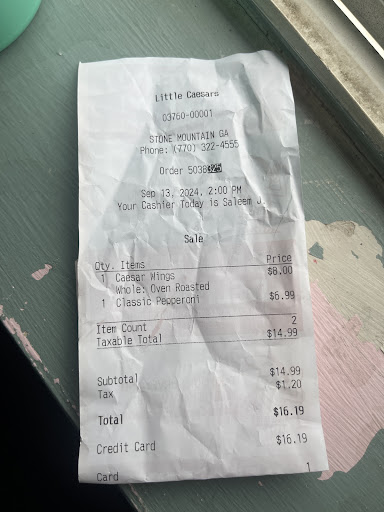 Little Caesars
03760-00001
STONE MOUNTAIN GA
Phone: (770) 322-4555
Order 5038325
Sep 13, 2024, 2:00 PM
Your Cashier Today is Saleem J.
Sale
Qty. Items Price
1 Caesar Wings $8.00
Whole: Oven Roasted
1 Classic Pepperoni $6.99
Item Count 2
Taxable Total $14.99
Subtotal $14.99
Tax $1.20
Total $16.19
Credit Card $16.19
Card 1